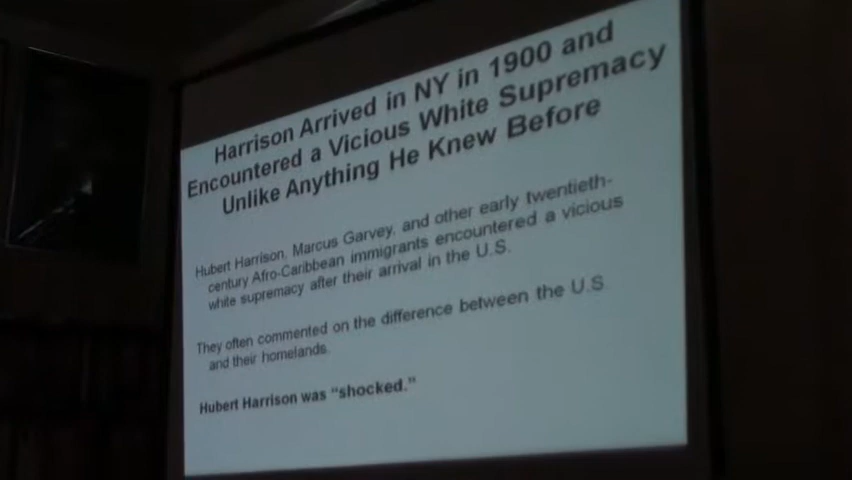 Harrison Arrived in NY in 1900 and
Encountered a Vicious White Supremacy
Unlike Anything He Knew Before
Hubert Harrison, Marcus Garvey, and other early twentieth-
century Afro-Caribbean immigrants encountered a vicious
white supremacy after their arrival in the U.S.
They often commented on the difference between the U.S.
and their homelands.
Hubert Harrison was “shocked.”